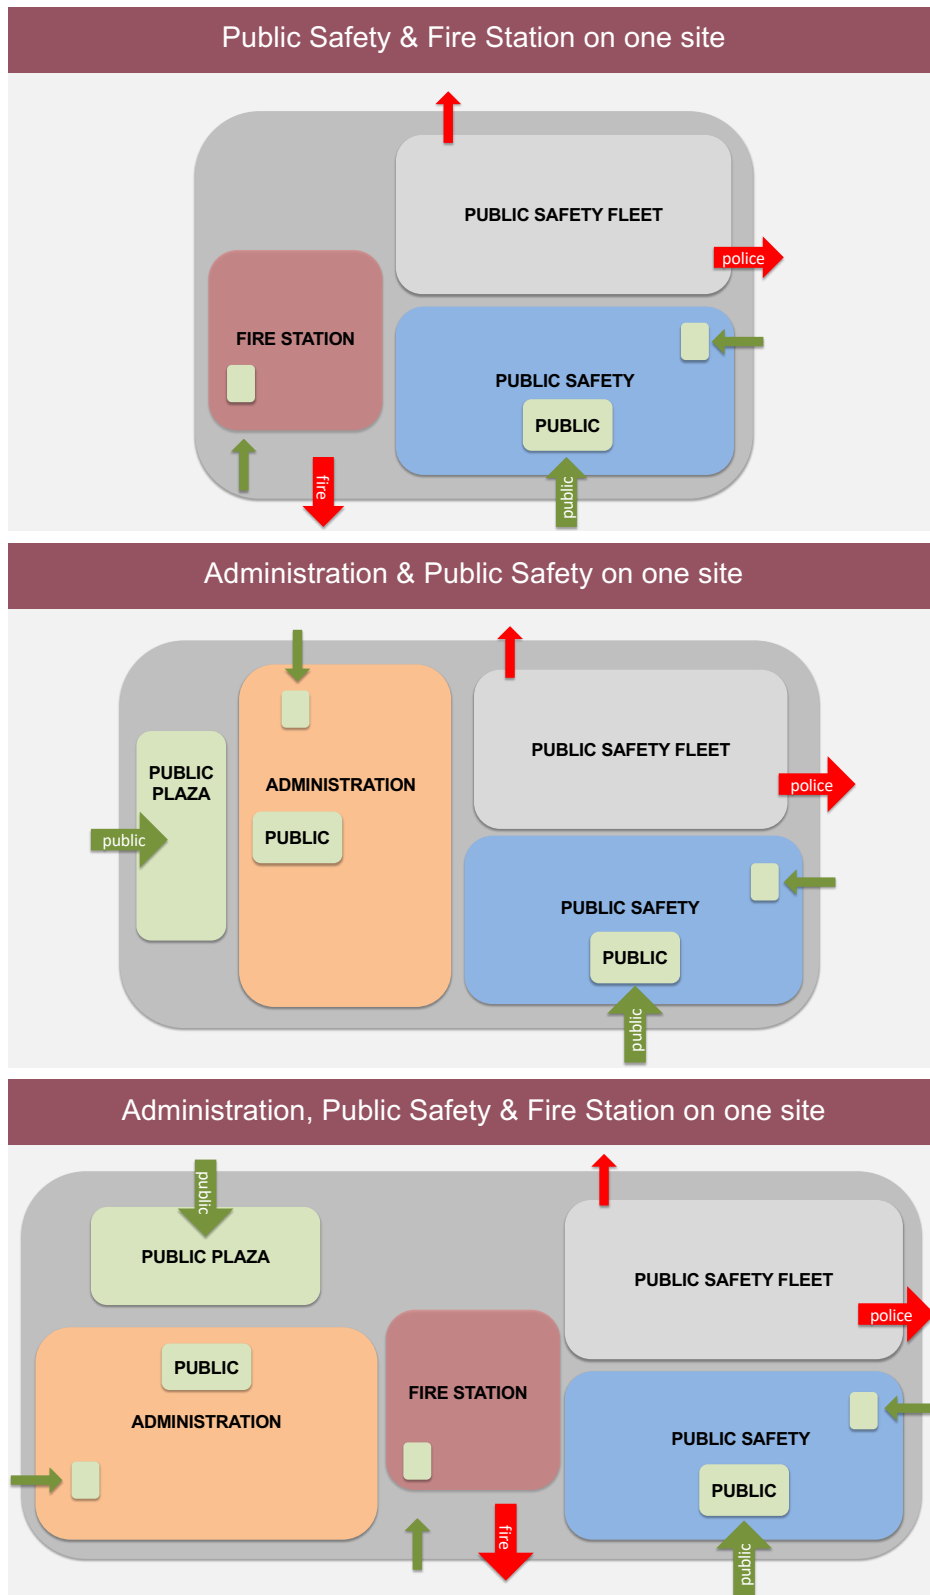 Public Safety & Fire Station on one site
PUBLIC SAFETY FLEET
police
FIRE STATION
PUBLIC SAFETY
PUBLIC
fire
public
Administration & Public Safety on one site
PUBLIC SAFETY FLEET
PUBLIC
PLAZA
ADMINISTRATION
police
public
PUBLIC
PUBLIC SAFETY
PUBLIC
public
Administration, Public Safety & Fire Station on one site
public
PUBLIC PLAZA
PUBLIC SAFETY FLEET
police
PUBLIC
FIRE STATION
ADMINISTRATION
PUBLIC SAFETY
PUBLIC
fire
public